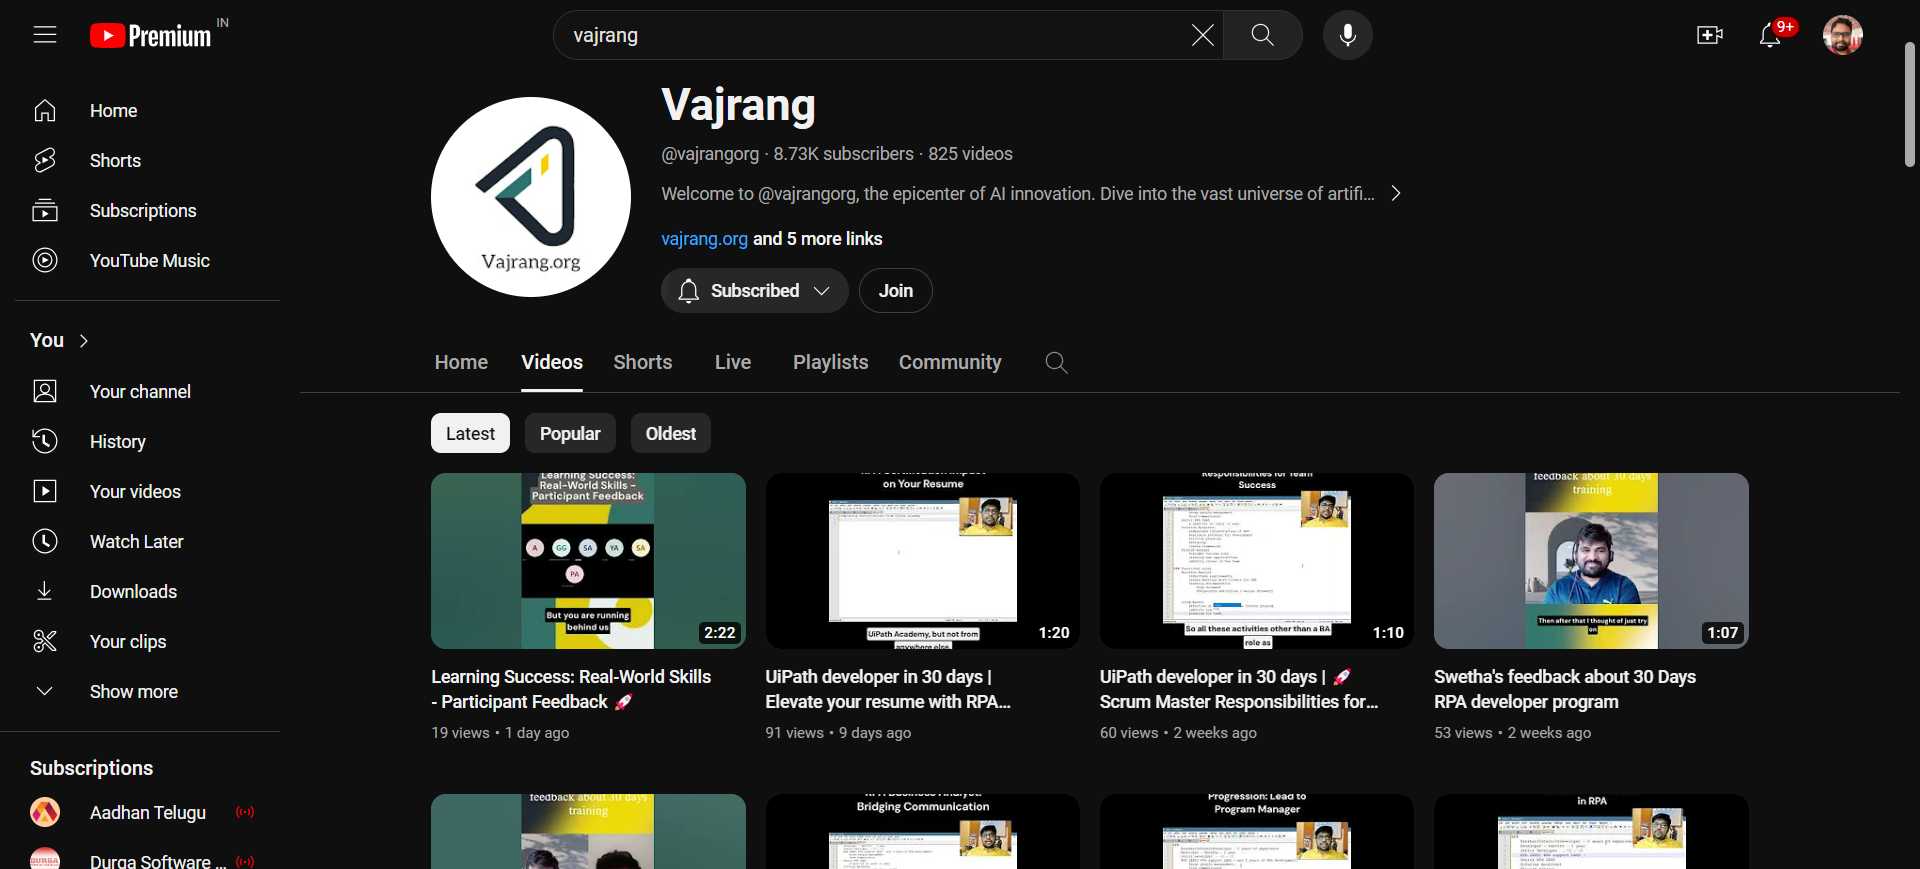 Premium IN
vajrang
9+
Home
Shorts
Subscriptions
YouTube Music
You
Your channel
History
Your videos
Watch Later
Downloads
Your clips
Show more
Subscriptions
Aadhan Telugu
Durga Software ...
Vajrang.org
Vajrang
@vajrangorg · 8.73K subscribers · 825 videos
Welcome to @vajrangorg, the epicenter of AI innovation. Dive into the vast universe of artifi...
vajrang.org and 5 more links
Subscribed
Join
Home Videos Shorts Live Playlists Community
Latest Popular Oldest
Learning Success:
Real-World Skills -
Participant Feedback
A GG SA YA SA
PA
But you are running
behind us
2:22
Learning Success: Real-World Skills
- Participant Feedback 🚀
19 views • 1 day ago
on Your Resume
UiPath Academy, but not from
anywhere else
1:20
UiPath developer in 30 days |
Elevate your resume with RPA...
91 views • 9 days ago
Responsibilities for Team
Success
So all these activities other than a BA
role as
1:10
UiPath developer in 30 days | 🚀
Scrum Master Responsibilities for...
60 views • 2 weeks ago
feedback about 30 days
training
Then after that I thought of just try
on
1:07
Swetha's feedback about 30 Days
RPA developer program
53 views • 2 weeks ago
feedback about 30 days
training
Bridging Communication
Progression: Lead to
Program Manager
in RPA